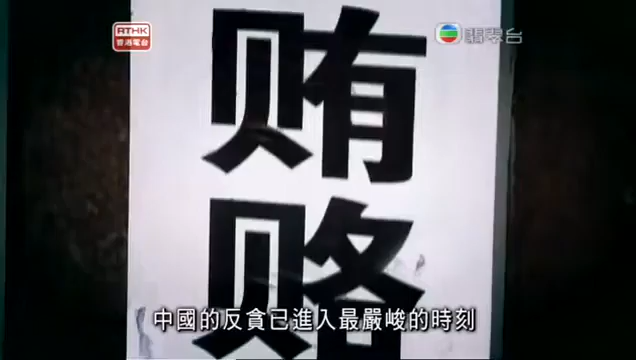 RTHK
香港電台
翡翠台
贿
赂
中國的反貪已進入最嚴峻的時刻